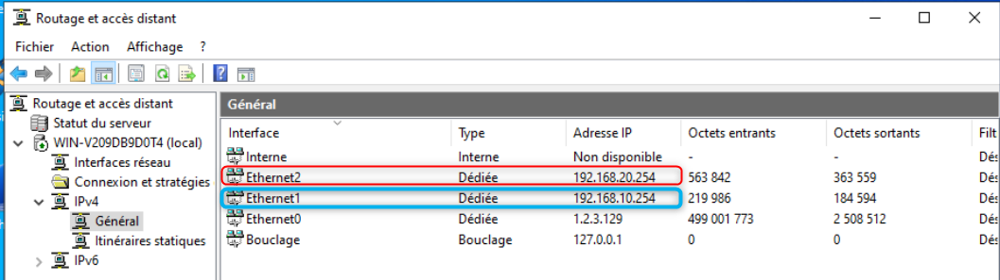 Routage et accès distant
Fichier Action Affichage ?
Routage et accès distant
Statut du serveur
WIN-V209DB9D0T4 (local)
Interfaces réseau
Connexion et stratégies
IPv4
Général
Itinéraires statiques
IPv6
Général
Interface Type Adresse IP Octets entrants Octets sortants Filt
Interne Interne Non disponible - - Dés
Ethernet2 Dédiée 192.168.20.254 563 842 363 559 Dés
Ethernet1 Dédiée 192.168.10.254 219 986 184 594 Dés
Ethernet0 Dédiée 1.2.3.129 499 001 773 2 508 512 Dés
Bouclage Bouclage 127.0.0.1 0 0 Dés